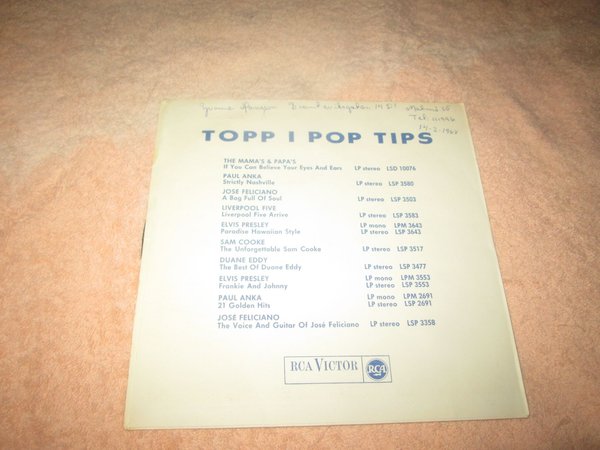 TOPP I POP TIPS
THE MAMA'S & PAPA'S
If You Can Believe Your Eyes And Ears LP stereo LSD 10076
PAUL ANKA
Strictly Nashville LP stereo LSP 3580
JOSÉ FELICIANO
A Bag Full Of Soul LP stereo LSP 3503
LIVERPOOL FIVE
Liverpool Five Arrive LP stereo LSP 3583
ELVIS PRESLEY LP mono LPM 3643
Paradise Hawaiian Style LP stereo LSP 3643
SAM COOKE
The Unforgettable Sam Cooke LP stereo LSP 3517
DUANE EDDY
The Best Of Duane Eddy LP stereo LSP 3477
ELVIS PRESLEY LP mono LPM 3553
Frankie And Johnny LP stereo LSP 3553
PAUL ANKA LP mono LPM 2691
21 Golden Hits LP stereo LSP 2691
JOSÉ FELICIANO
The Voice And Guitar Of José Feliciano LP stereo LSP 3358
RCA VICTOR RCA